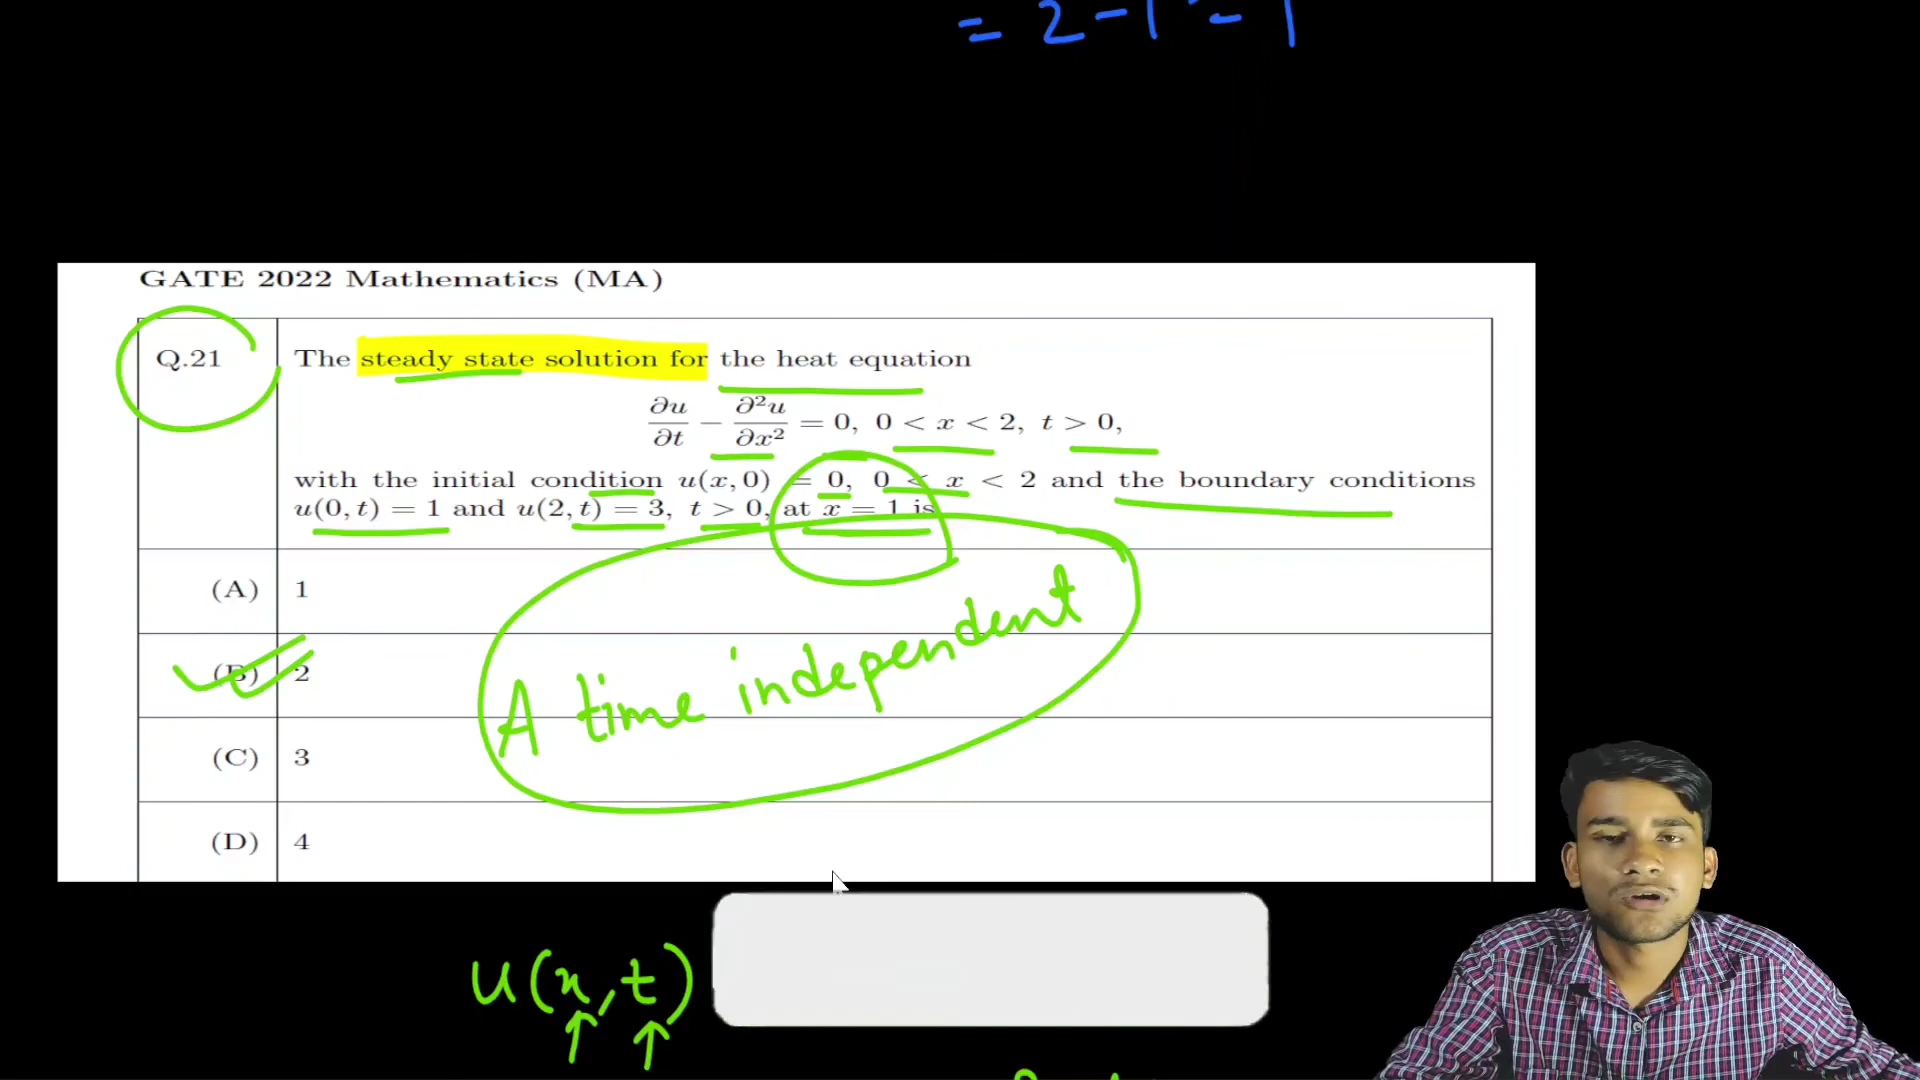 = 2 - 1 = 1
GATE 2022 Mathematics (MA)
Q.21 The steady state solution for the heat equation
∂u/∂t − ∂²u/∂x² = 0, 0 < x < 2, t > 0,
with the initial condition u(x, 0) = 0, 0 < x < 2 and the boundary conditions
u(0, t) = 1 and u(2, t) = 3, t > 0, at x = 1 is
(A) 1
(B) 2
(C) 3
(D) 4
A time independent
u(x,t)